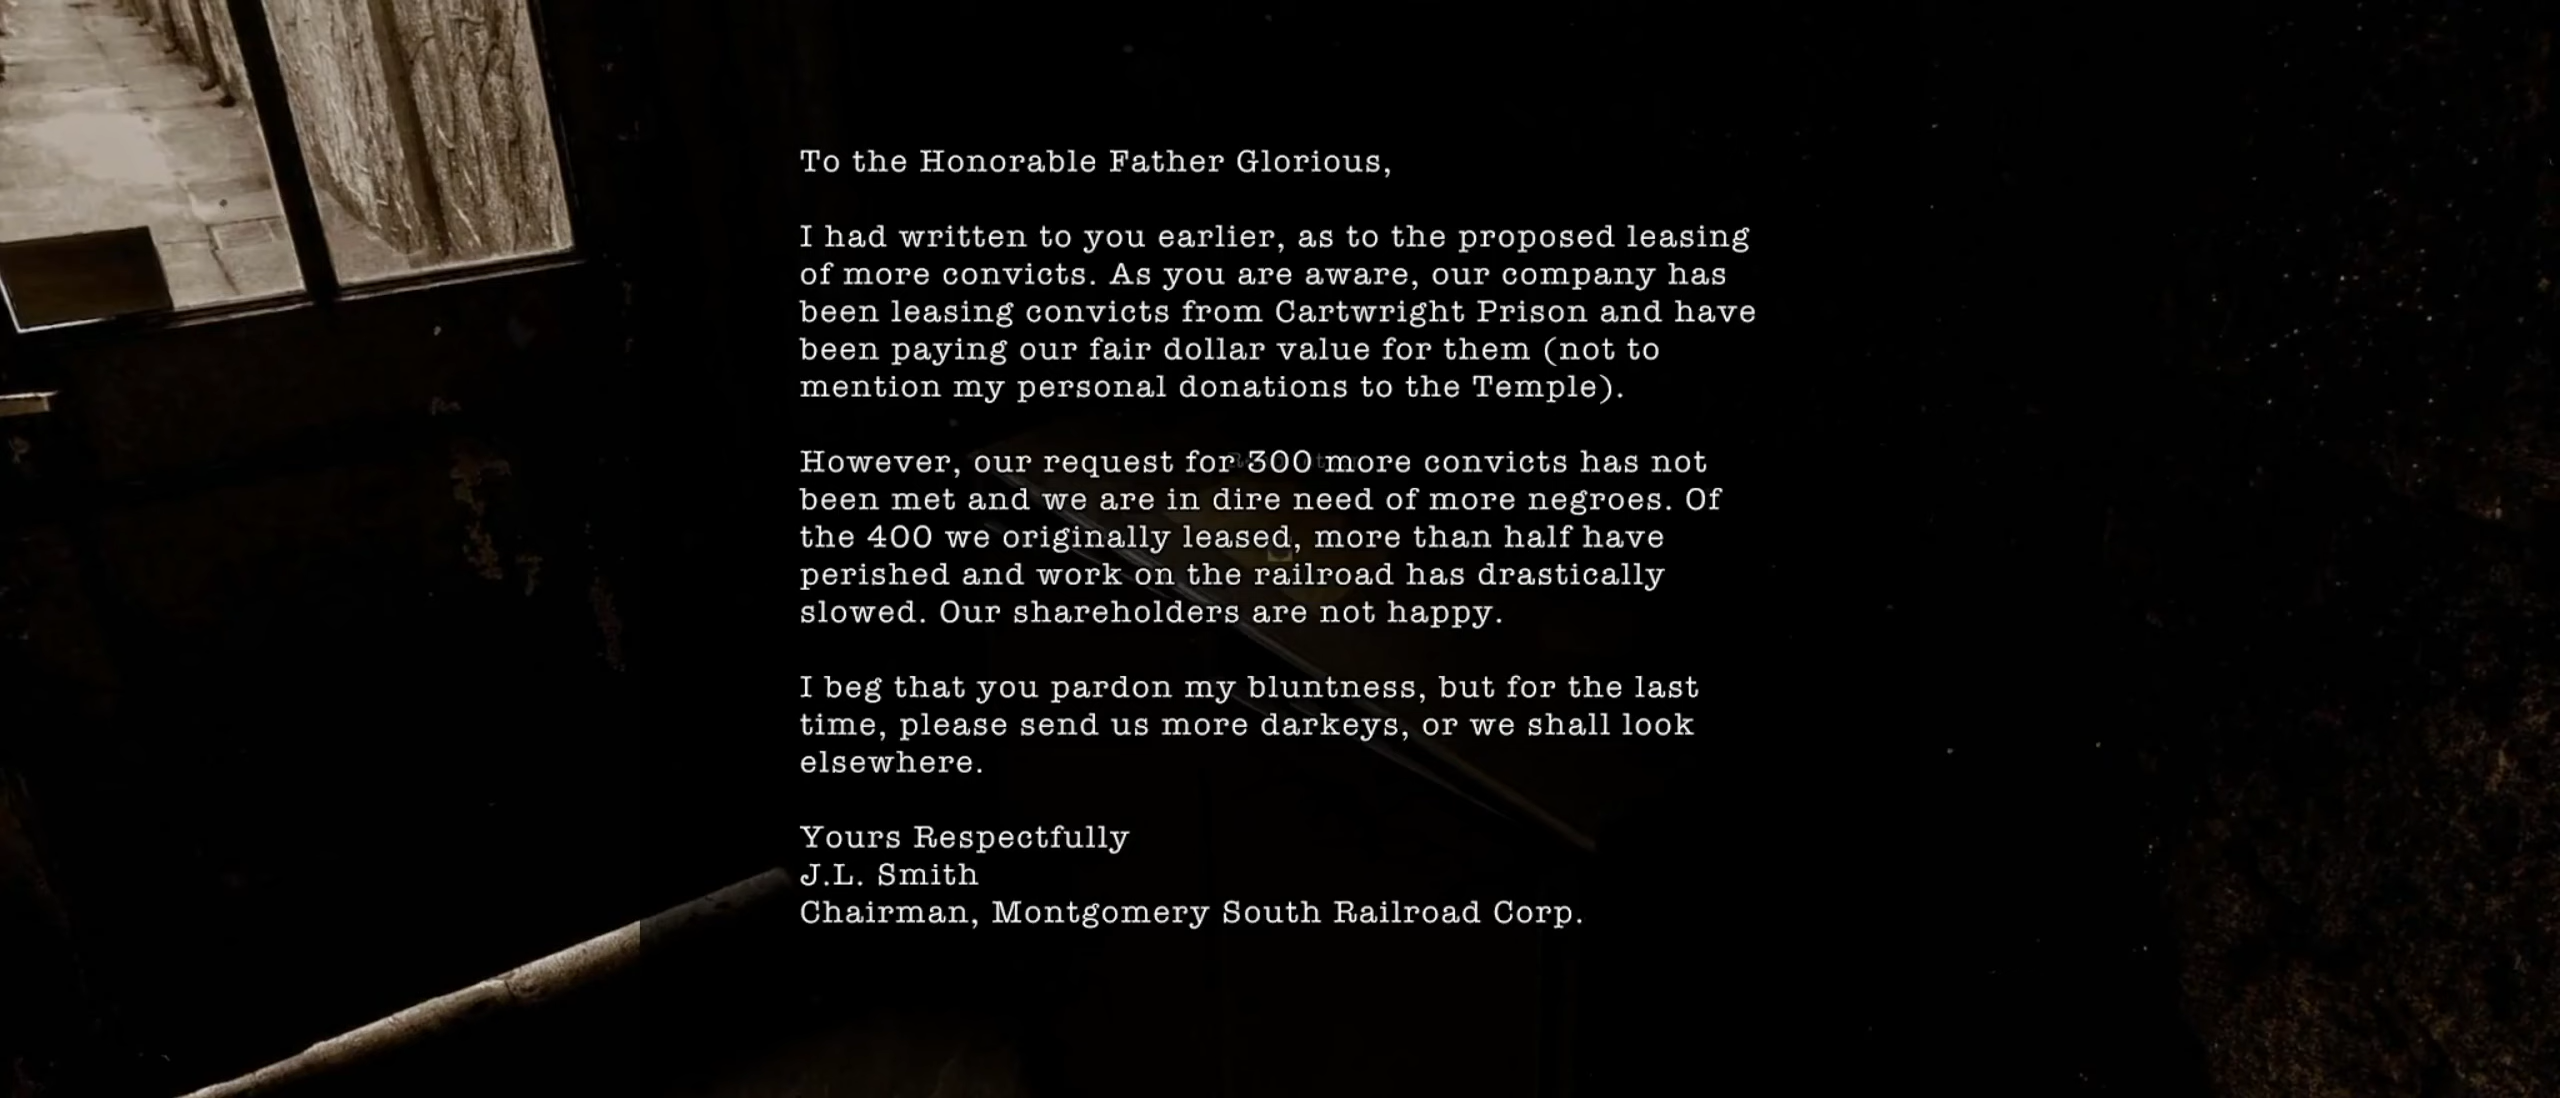 To the Honorable Father Glorious,
I had written to you earlier, as to the proposed leasing
of more convicts. As you are aware, our company has
been leasing convicts from Cartwright Prison and have
been paying our fair dollar value for them (not to
mention my personal donations to the Temple).
However, our request for 300 more convicts has not
been met and we are in dire need of more negroes. Of
the 400 we originally leased, more than half have
perished and work on the railroad has drastically
slowed. Our shareholders are not happy.
I beg that you pardon my bluntness, but for the last
time, please send us more darkeys, or we shall look
elsewhere.
Yours Respectfully
J.L. Smith
Chairman, Montgomery South Railroad Corp.